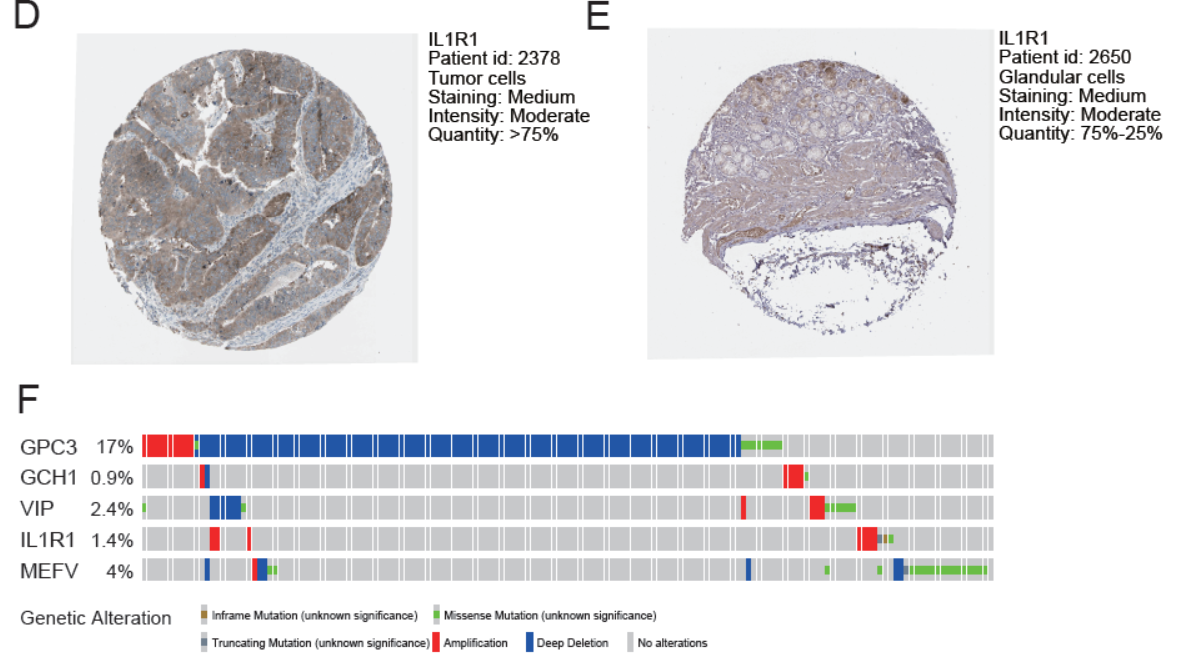 D
IL1R1
Patient id: 2378
Tumor cells
Staining: Medium
Intensity: Moderate
Quantity: >75%
E
IL1R1
Patient id: 2650
Glandular cells
Staining: Medium
Intensity: Moderate
Quantity: 75%-25%
F
GPC3 17%
GCH1 0.9%
VIP 2.4%
IL1R1 1.4%
MEFV 4%
Genetic Alteration
Inframe Mutation (unknown significance) Missense Mutation (unknown significance)
Truncating Mutation (unknown significance) Amplification Deep Deletion No alterations